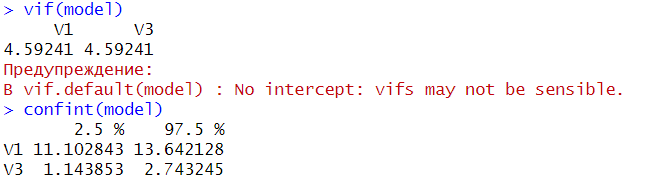 > vif(model)
     V1      V3
4.59241 4.59241
Предупреждение:
В vif.default(model) : No intercept: vifs may not be sensible.
> confint(model)
       2.5 %    97.5 %
V1 11.102843 13.642128
V3  1.143853  2.743245